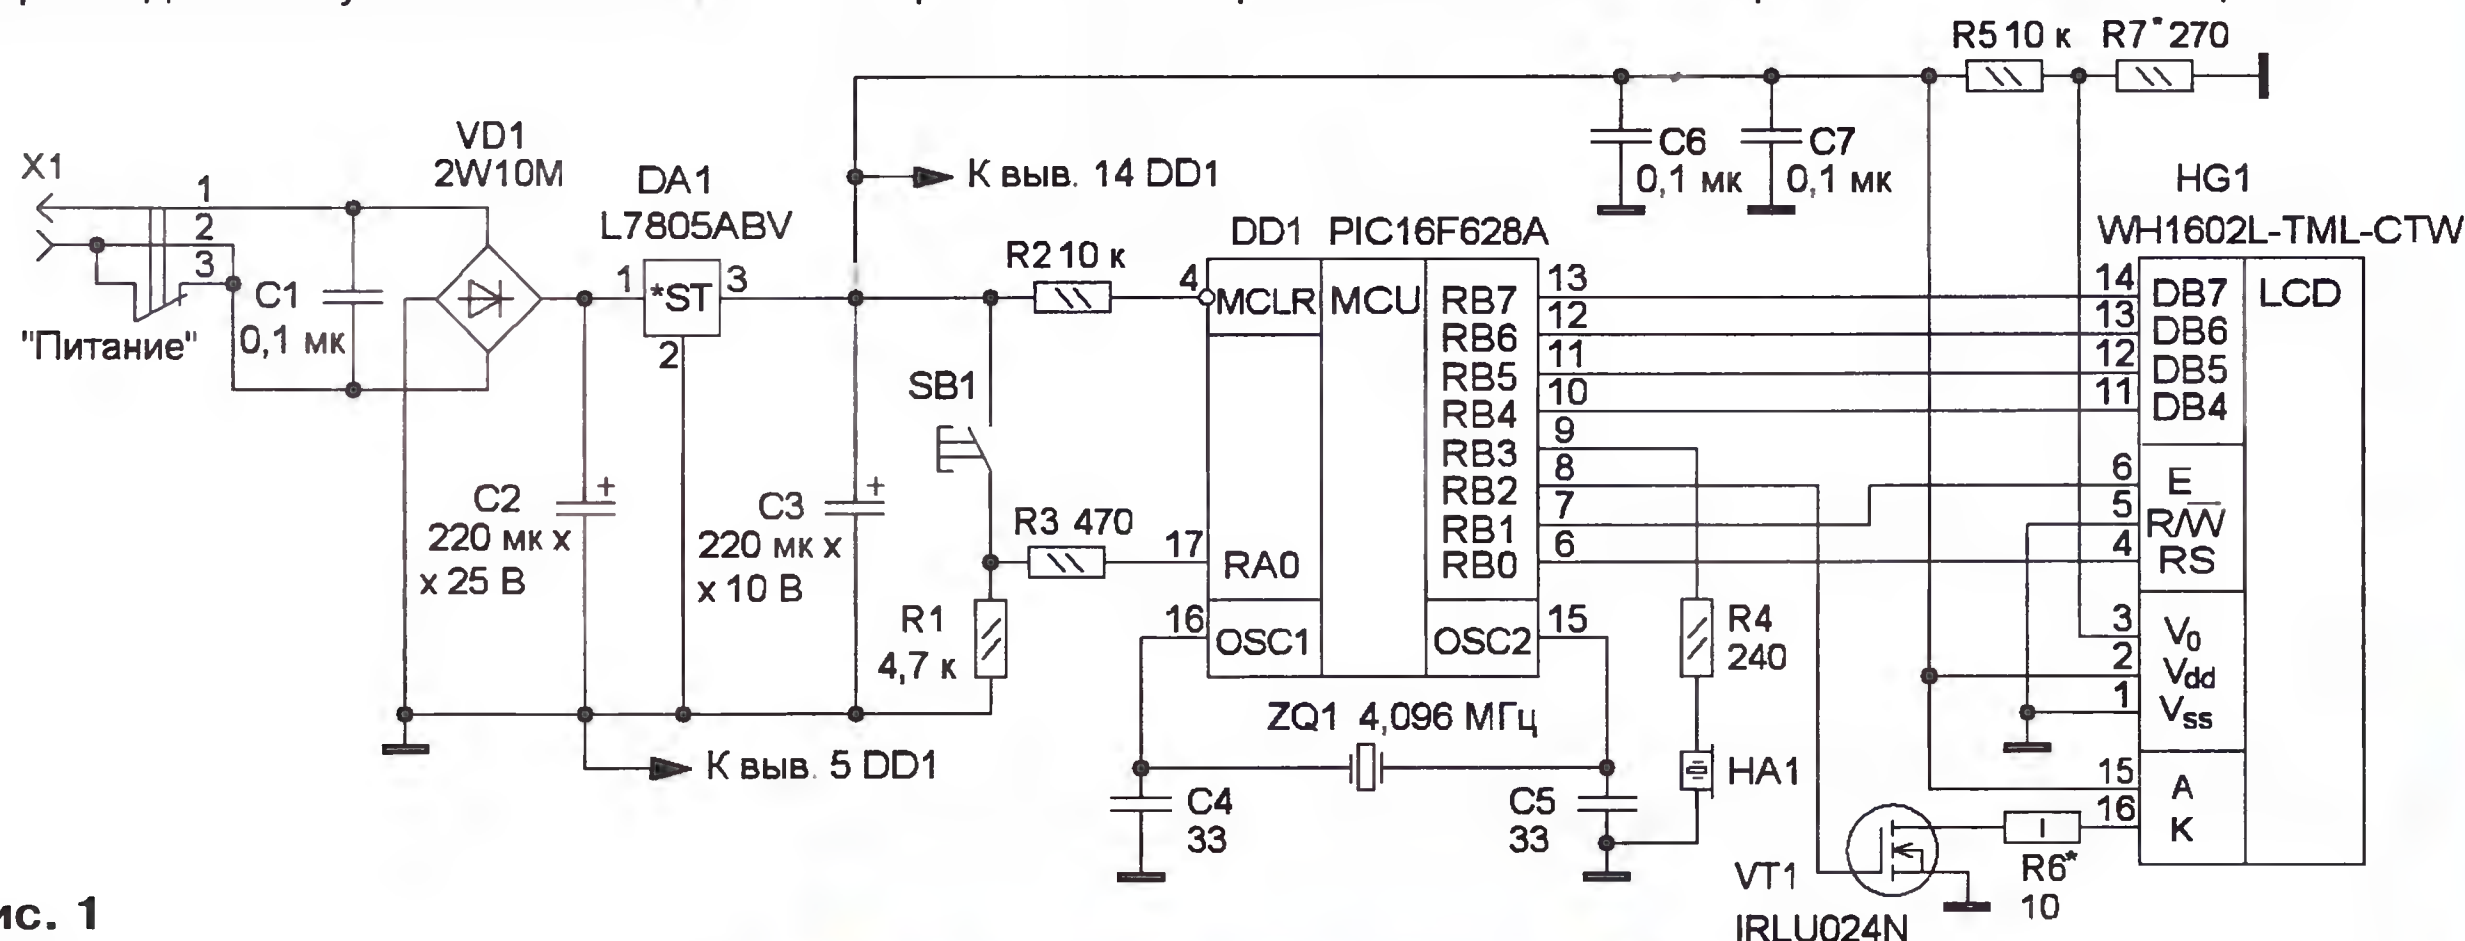 R5 10 к R7* 270
X1
1
2
3
"Питание"
C1
0,1 мк
VD1
2W10M
DA1
L7805ABV
1 *ST 3
2
К выв. 14 DD1
C6
0,1 мк
C7
0,1 мк
HG1
WH1602L-TML-CTW
DD1 PIC16F628A
R2 10 к
4 MCLR MCU RB7 13
RB6 12
RB5 11
RB4 10
RB3 9
RB2 8
RB1 7
17 RA0 RB0 6
16 OSC1 OSC2 15
14 DB7 LCD
13 DB6
12 DB5
11 DB4
6 E
5 R/W̅
4 RS
3 V0
2 Vdd
1 Vss
15 A
16 K
SB1
C2
220 мк х
х 25 В
+
C3
220 мк х
х 10 В
+
R3 470
R1
4,7 к
R4
240
ZQ1 4,096 МГц
К выв. 5 DD1
C4
33
C5
33
HA1
VT1
IRLU024N
R6*
10
ис. 1